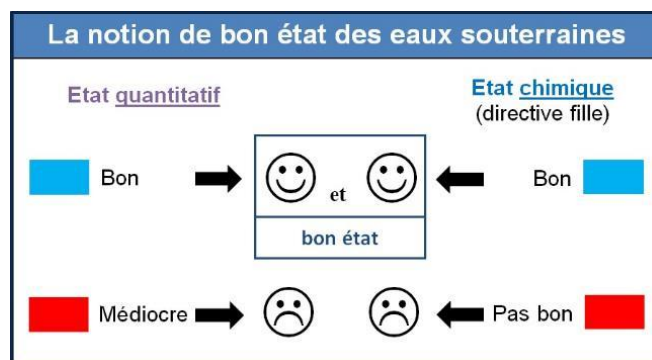 La notion de bon état des eaux souterraines
Etat quantitatif
Etat chimique
(directive fille)
Bon
et
Bon
bon état
Médiocre
Pas bon